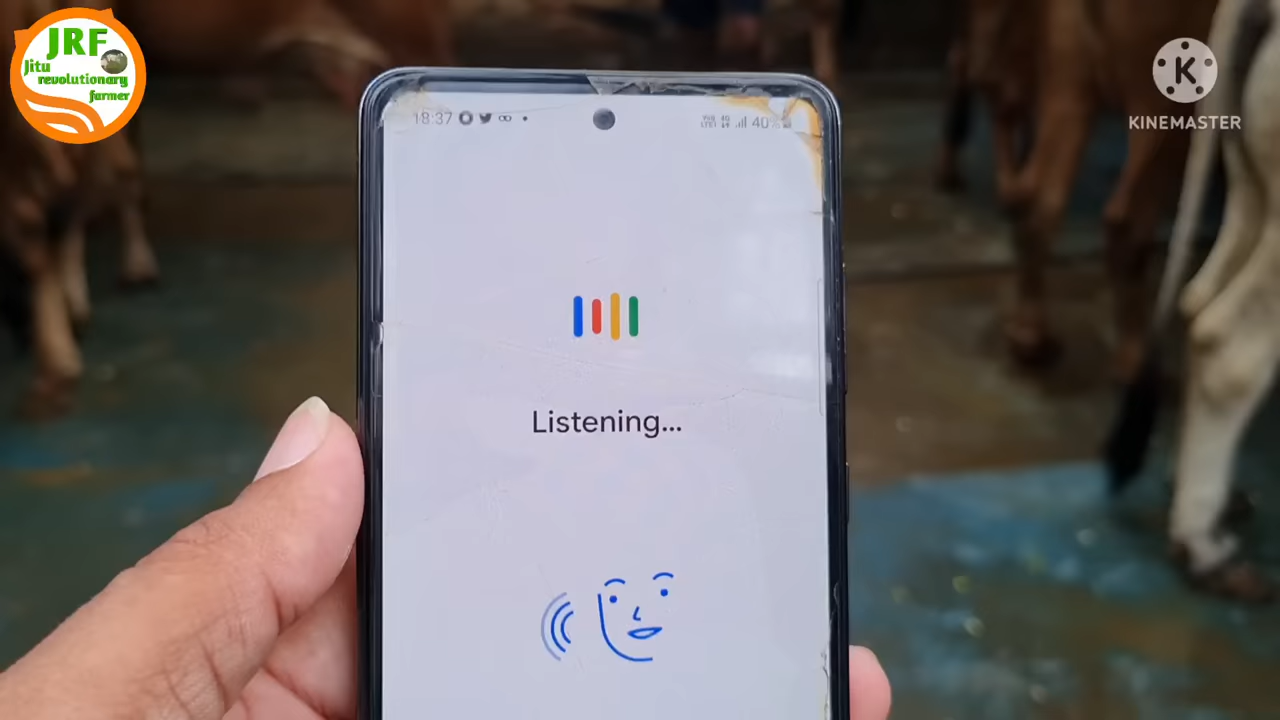 JRF
Jitu
revolutionary
farmer
18:37
40%
K
KINEMASTER
Listening...